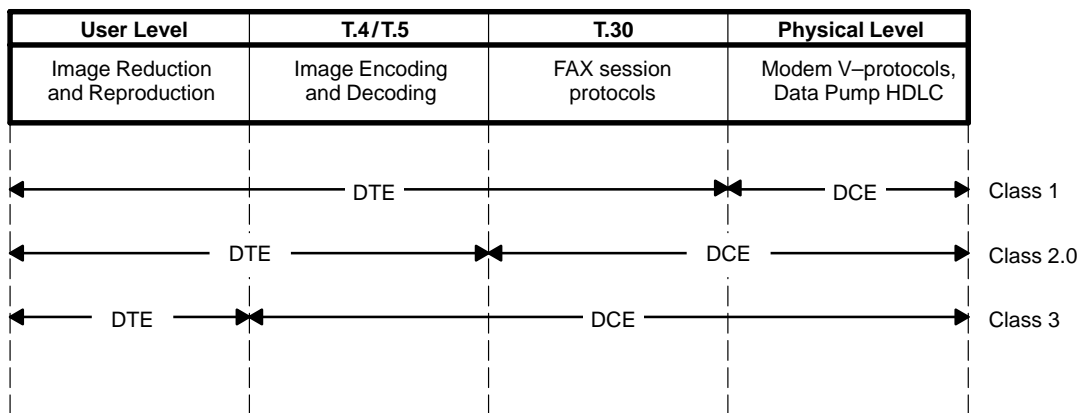 User Level T.4/T.5 T.30 Physical Level
Image Reduction and Reproduction
Image Encoding and Decoding
FAX session protocols
Modem V–protocols, Data Pump HDLC
DTE DCE Class 1
DTE DCE Class 2.0
DTE DCE Class 3